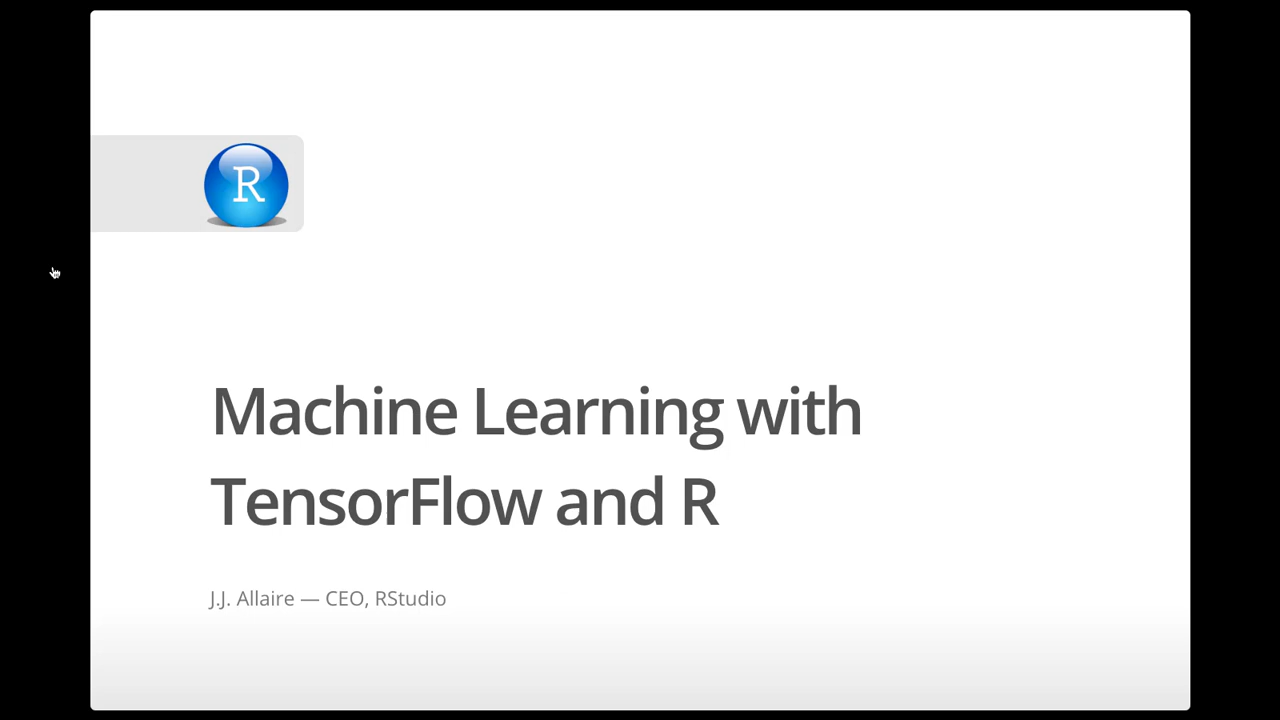 R
Machine Learning with
TensorFlow and R
J.J. Allaire — CEO, RStudio